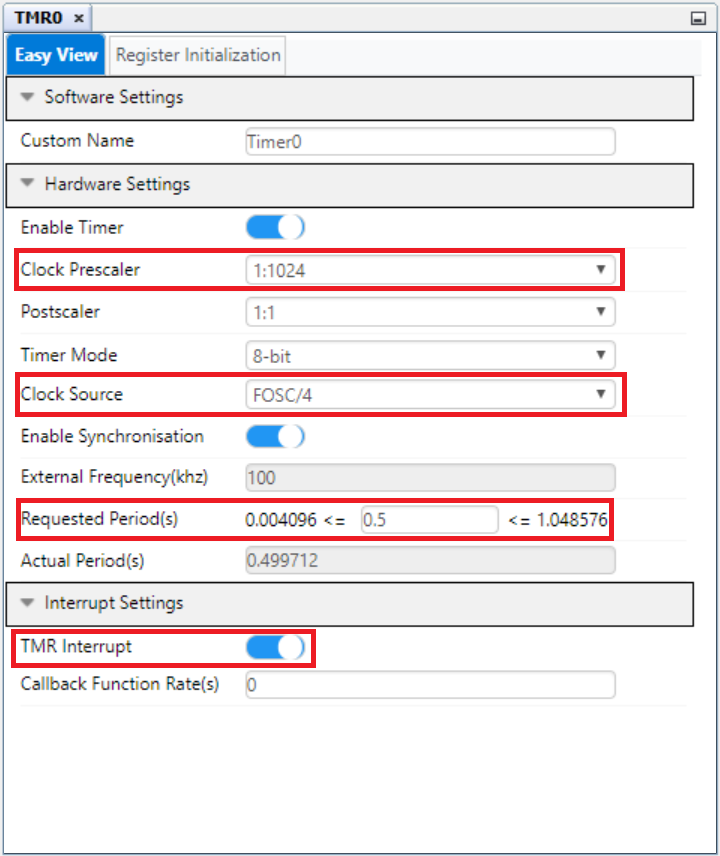 TMR0 ×
Easy View Register Initialization
Software Settings
Custom Name Timer0
Hardware Settings
Enable Timer
Clock Prescaler 1:1024
Postscaler 1:1
Timer Mode 8-bit
Clock Source FOSC/4
Enable Synchronisation
External Frequency(khz) 100
Requested Period(s) 0.004096 <= 0.5 <= 1.048576
Actual Period(s) 0.499712
Interrupt Settings
TMR Interrupt
Callback Function Rate(s) 0